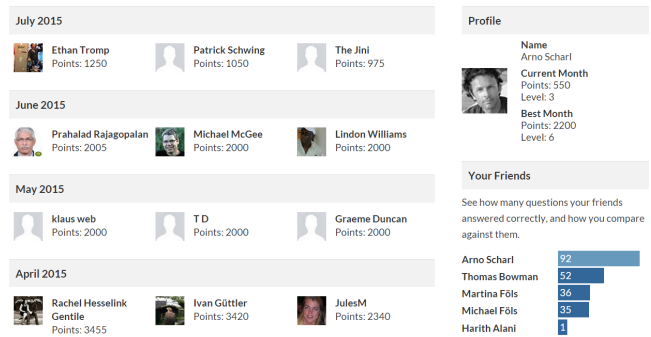 July 2015
Ethan Tromp
Points: 1250
Patrick Schwing
Points: 1050
The Jini
Points: 975
June 2015
Prahalad Rajagopalan
Points: 2005
Michael McGee
Points: 2000
Lindon Williams
Points: 2000
May 2015
klaus web
Points: 2000
T D
Points: 2000
Graeme Duncan
Points: 2000
April 2015
Rachel Hesselink
Gentile
Points: 3455
Ivan Güttler
Points: 3420
JulesM
Points: 2340
Profile
Name
Arno Scharl
Current Month
Points: 550
Level: 3
Best Month
Points: 2200
Level: 6
Your Friends
See how many questions your friends
answered correctly, and how you compare
against them.
Arno Scharl 92
Thomas Bowman 52
Martina Föls 36
Michael Föls 35
Harith Alani 1